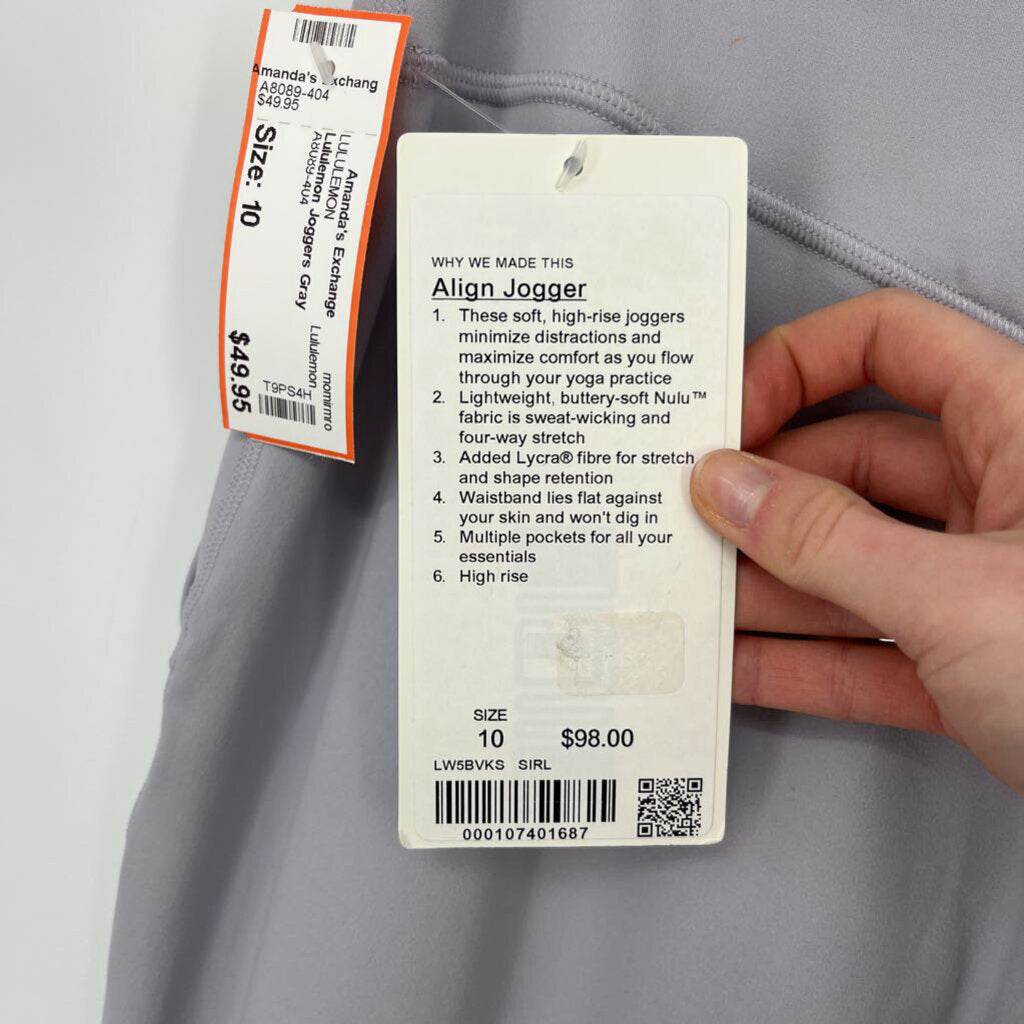 Amanda's Exchang
A8089-404
$49.95
Amanda's Exchange
LULULEMON
Lululemon Joggers Gray
A8089-404
Size: 10
momirmro
Lululemon
T9PS4H
$49.95
WHY WE MADE THIS
Align Jogger
1. These soft, high-rise joggers
minimize distractions and
maximize comfort as you flow
through your yoga practice
2. Lightweight, buttery-soft Nulu™
fabric is sweat-wicking and
four-way stretch
3. Added Lycra® fibre for stretch
and shape retention
4. Waistband lies flat against
your skin and won't dig in
5. Multiple pockets for all your
essentials
6. High rise
SIZE
10 $98.00
LW5BVKS SIRL
000107401687